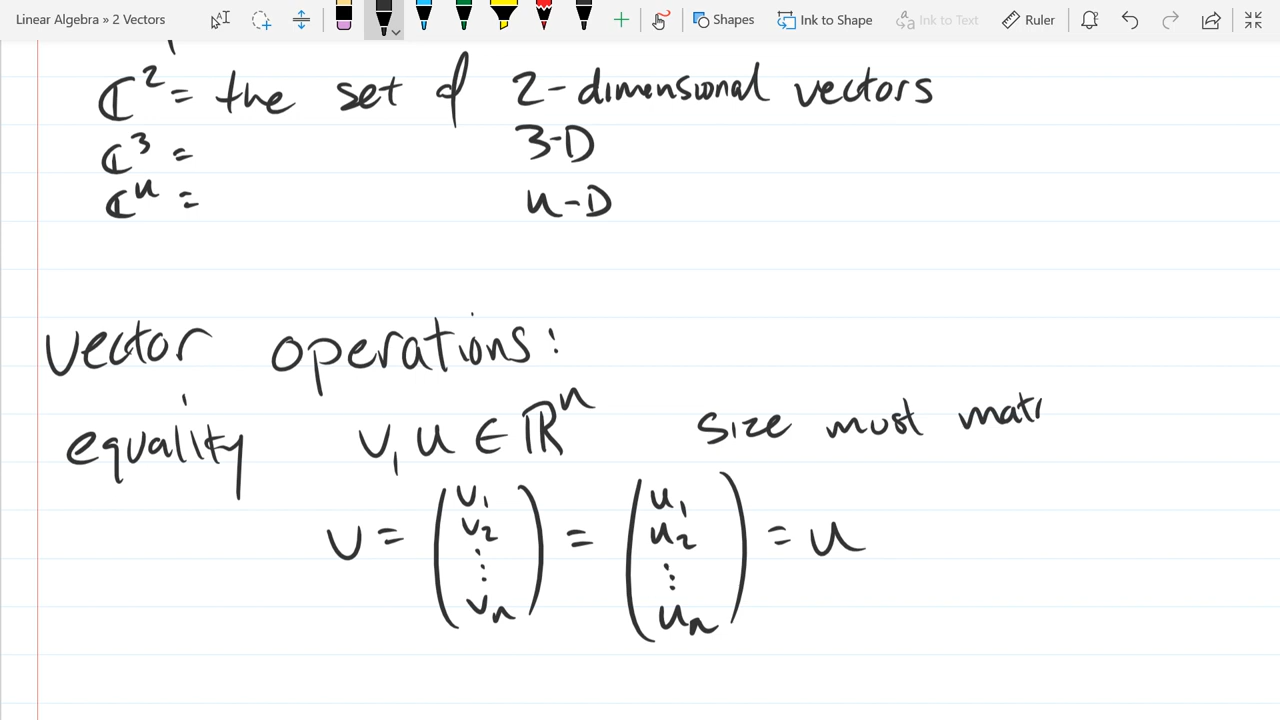 Linear Algebra » 2 Vectors Shapes Ink to Shape Ink to Text Ruler
ℂ² = the set of 2-dimensional vectors
ℂ³ = 3-D
ℂⁿ = n-D
vector operations:
equality v, u ∈ ℝⁿ size must matc
v = (v₁ v₂ ⋮ vₙ) = (u₁ u₂ ⋮ uₙ) = u